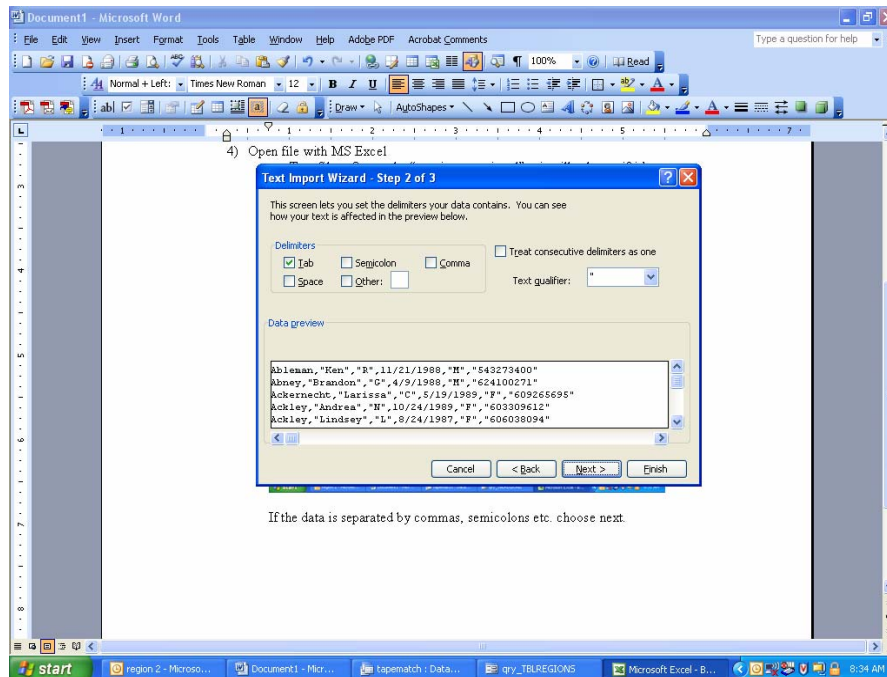 Document1 - Microsoft Word
File Edit View Insert Format Tools Table Window Help Adobe PDF Acrobat Comments Type a question for help
100% Read
Normal + Left: Times New Roman 12 B I U
Draw AutoShapes
4) Open file with MS Excel
Text Import Wizard - Step 2 of 3
This screen lets you set the delimiters your data contains. You can see
how your text is affected in the preview below.
Delimiters
Tab Semicolon Comma
Space Other:
Treat consecutive delimiters as one
Text qualifier: "
Data preview
Ableman,"Ken","R",11/21/1988,"M","543273400"
Abney,"Brandon","G",4/9/1988,"M","624100271"
Ackernecht,"Larissa","C",5/19/1989,"F","609265695"
Ackley,"Andrea","N",10/24/1989,"F","603309612"
Ackley,"Lindsey","L",8/24/1987,"F","606038094"
Cancel < Back Next > Finish
If the data is separated by commas, semicolons etc. choose next.
start region 2 - Microso... Document1 - Micr... tapematch : Data... qry_TBLREGIONS Microsoft Excel - B... 8:34 AM